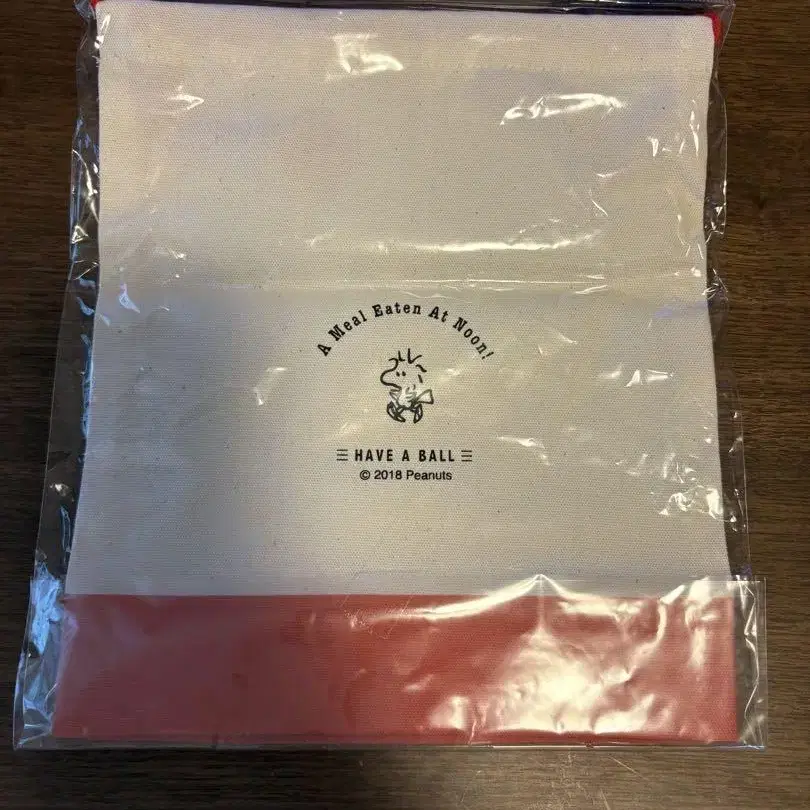 A Meal Eaten At Noon!
HAVE A BALL
© 2018 Peanuts